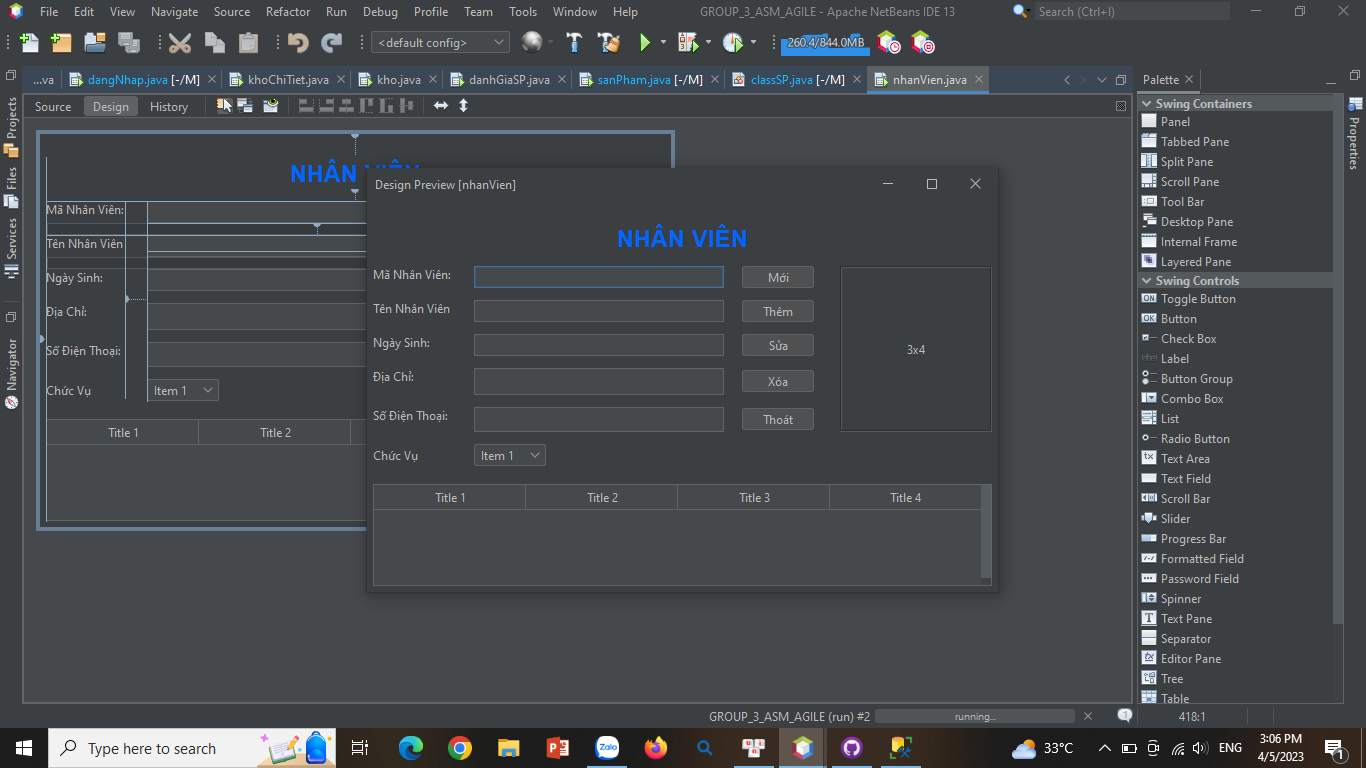 File Edit View Navigate Source Refactor Run Debug Profile Team Tools Window Help GROUP_3_ASM_AGILE - Apache NetBeans IDE 13 Search (Ctrl+I)
<default config> 260.4/844.0MB
...va dangNhap.java [-/M] khoChiTiet.java kho.java danhGiaSP.java sanPham.java [-/M] classSP.java [-/M] nhanVien.java Palette
Source Design History
Projects
Files
Services
Navigator
NHÂN VIÊN
Mã Nhân Viên:
Tên Nhân Viên
Ngày Sinh:
Địa Chỉ:
Số Điện Thoại:
Chức Vụ Item 1
Title 1 Title 2
Design Preview [nhanVien]
NHÂN VIÊN
Mã Nhân Viên: Mới
Tên Nhân Viên Thêm
Ngày Sinh: Sửa
3x4
Địa Chỉ: Xóa
Số Điện Thoại: Thoát
Chức Vụ Item 1
Title 1 Title 2 Title 3 Title 4
Swing Containers
Panel
Tabbed Pane
Split Pane
Scroll Pane
Tool Bar
Desktop Pane
Internal Frame
Layered Pane
Swing Controls
ON Toggle Button
OK Button
Check Box
label Label
Button Group
Combo Box
List
Radio Button
Text Area
Text Field
Scroll Bar
Slider
Progress Bar
Formatted Field
Password Field
Spinner
Text Pane
Separator
Editor Pane
Tree
Table
Properties
GROUP_3_ASM_AGILE (run) #2 running... 1 418:1
Type here to search Zalo 33°C ENG 3:06 PM
4/5/2023 1